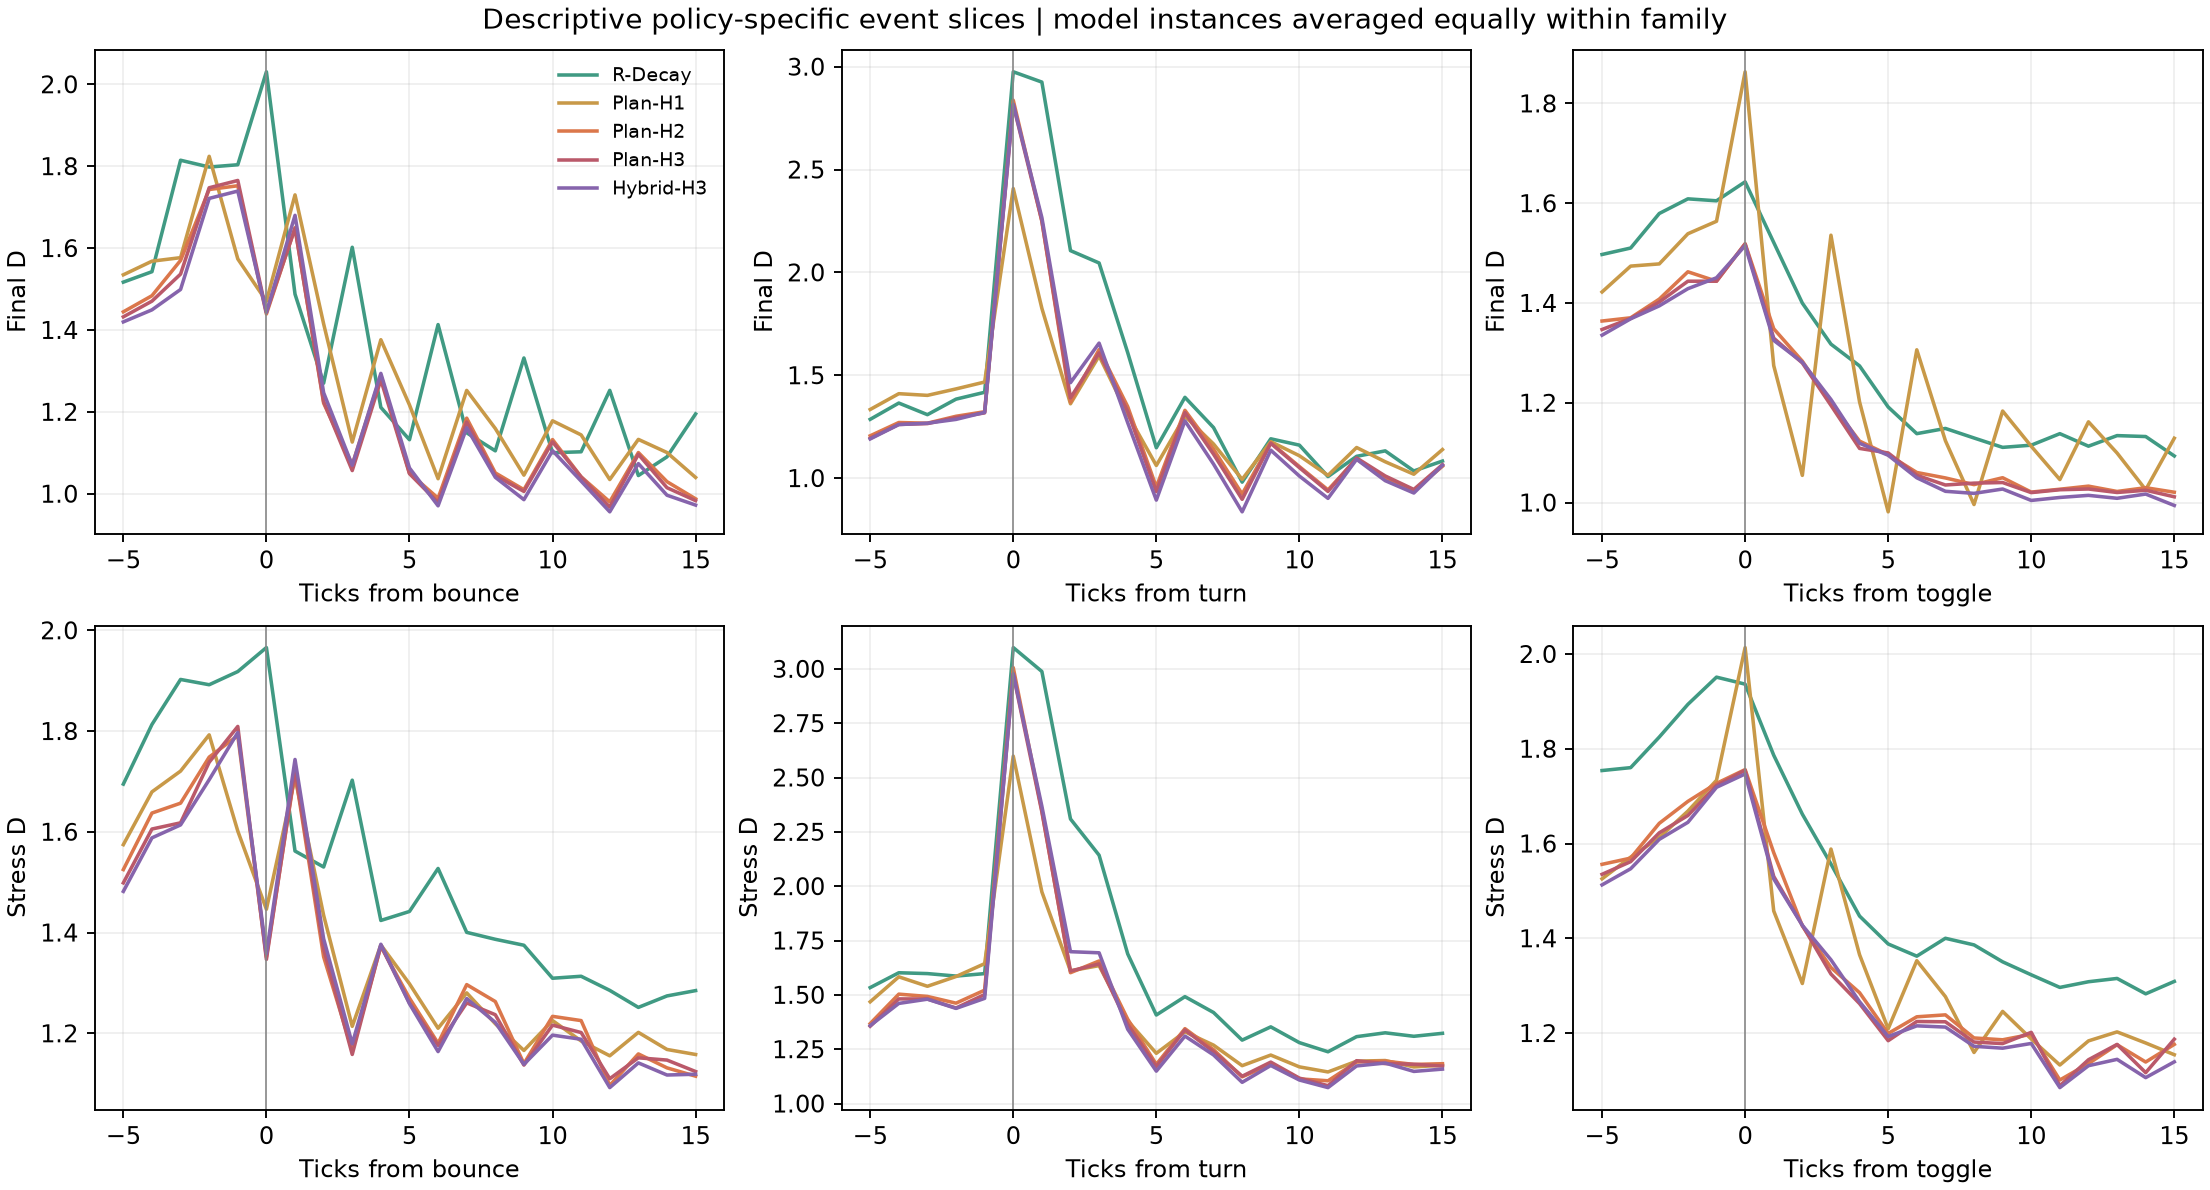 Descriptive policy-specific event slices | model instances averaged equally within family
Final D
2.0
1.8
1.6
1.4
1.2
1.0
R-Decay
Plan-H1
Plan-H2
Plan-H3
Hybrid-H3
−5 0 5 10 15
Ticks from bounce
Final D
3.0
2.5
2.0
1.5
1.0
−5 0 5 10 15
Ticks from turn
Final D
1.8
1.6
1.4
1.2
1.0
−5 0 5 10 15
Ticks from toggle
Stress D
2.0
1.8
1.6
1.4
1.2
−5 0 5 10 15
Ticks from bounce
Stress D
3.00
2.75
2.50
2.25
2.00
1.75
1.50
1.25
1.00
−5 0 5 10 15
Ticks from turn
Stress D
2.0
1.8
1.6
1.4
1.2
−5 0 5 10 15
Ticks from toggle